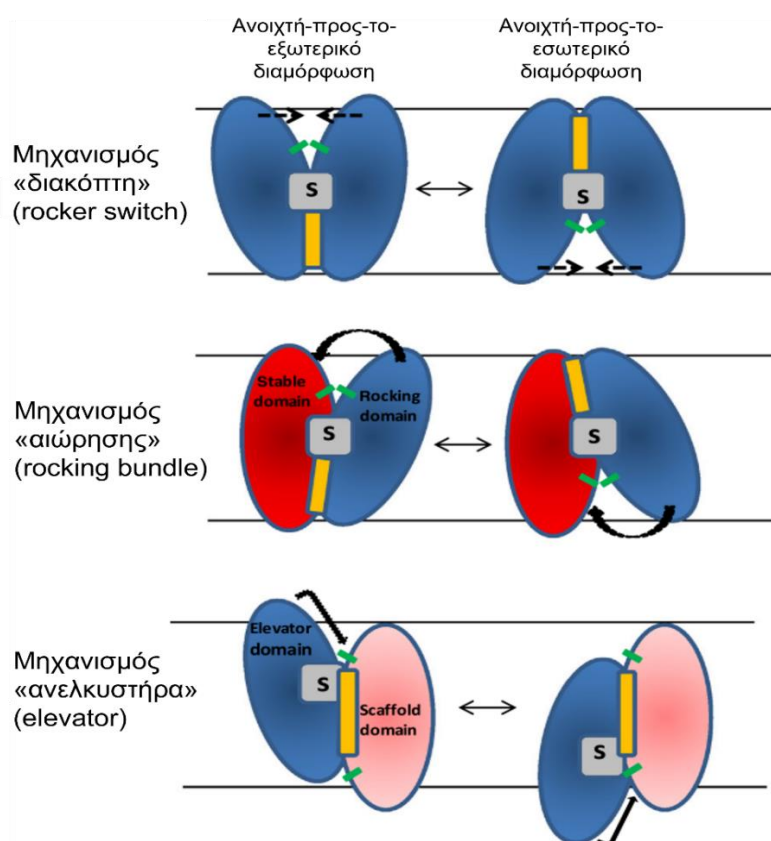 Ανοιχτή-προς-το-
εξωτερικό
διαμόρφωση
Ανοιχτή-προς-το-
εσωτερικό
διαμόρφωση
Μηχανισμός
«διακόπτη»
(rocker switch)
S
S
Μηχανισμός
«αιώρησης»
(rocking bundle)
Stable
domain
Rocking
domain
S
S
Μηχανισμός
«ανελκυστήρα»
(elevator)
Elevator
domain
S
Scaffold
domain
S